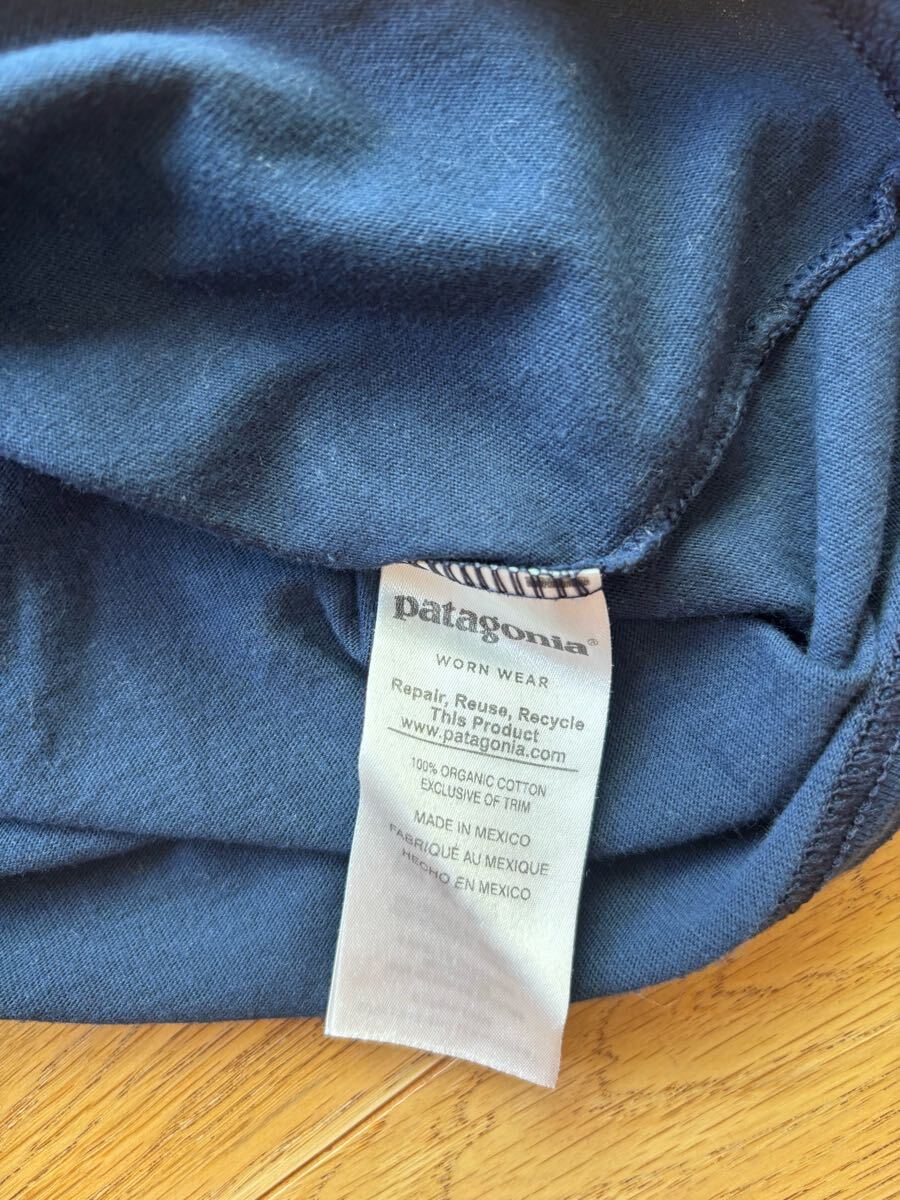 patagonia®
WORN WEAR
Repair, Reuse, Recycle
This Product
www.patagonia.com
100% ORGANIC COTTON
EXCLUSIVE OF TRIM
MADE IN MEXICO
FABRIQUÉ AU MEXIQUE
HECHO EN MEXICO